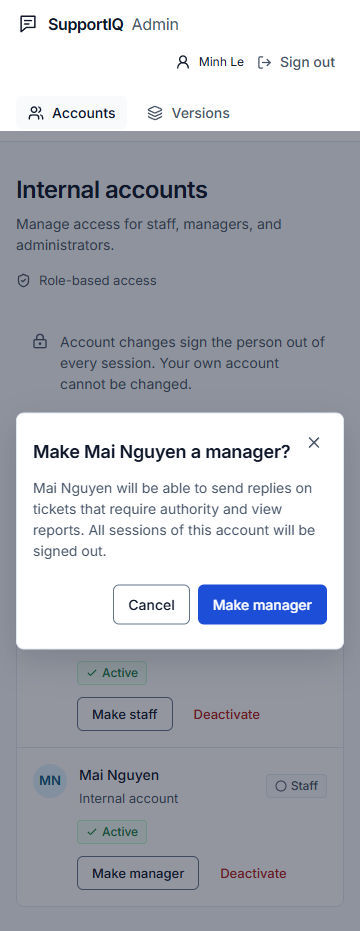 SupportIQ Admin
Minh Le
Sign out
Accounts
Versions
Internal accounts
Manage access for staff, managers, and
administrators.
Role-based access
Account changes sign the person out of
every session. Your own account
cannot be changed.
Make Mai Nguyen a manager?
Mai Nguyen will be able to send replies on
tickets that require authority and view
reports. All sessions of this account will be
signed out.
Cancel
Make manager
Active
Make staff
Deactivate
MN
Mai Nguyen
Staff
Internal account
Active
Make manager
Deactivate